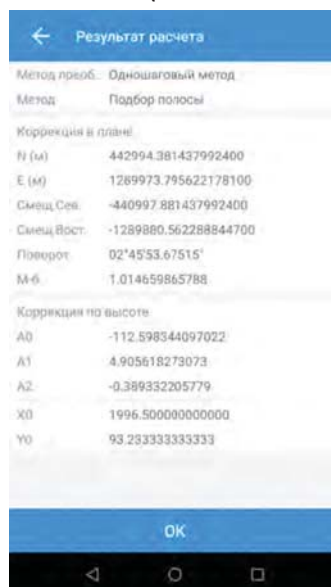 Результат расчета
Метод преоб.. Одношаговый метод
Метод Подбор полосы
Коррекция в плане
N (м) 442994.381437992400
E (м) 1289973.795622178100
Смещ.Сев. -440997.881437992400
Смещ.Вост. -1289880.562288844700
Поворот 02°45'53.67515"
М-б 1.014659865788
Коррекция по высоте
A0 -112.598344097022
A1 4.905618273073
A2 -0.389332205779
X0 1996.500000000000
Y0 93.233333333333
OK